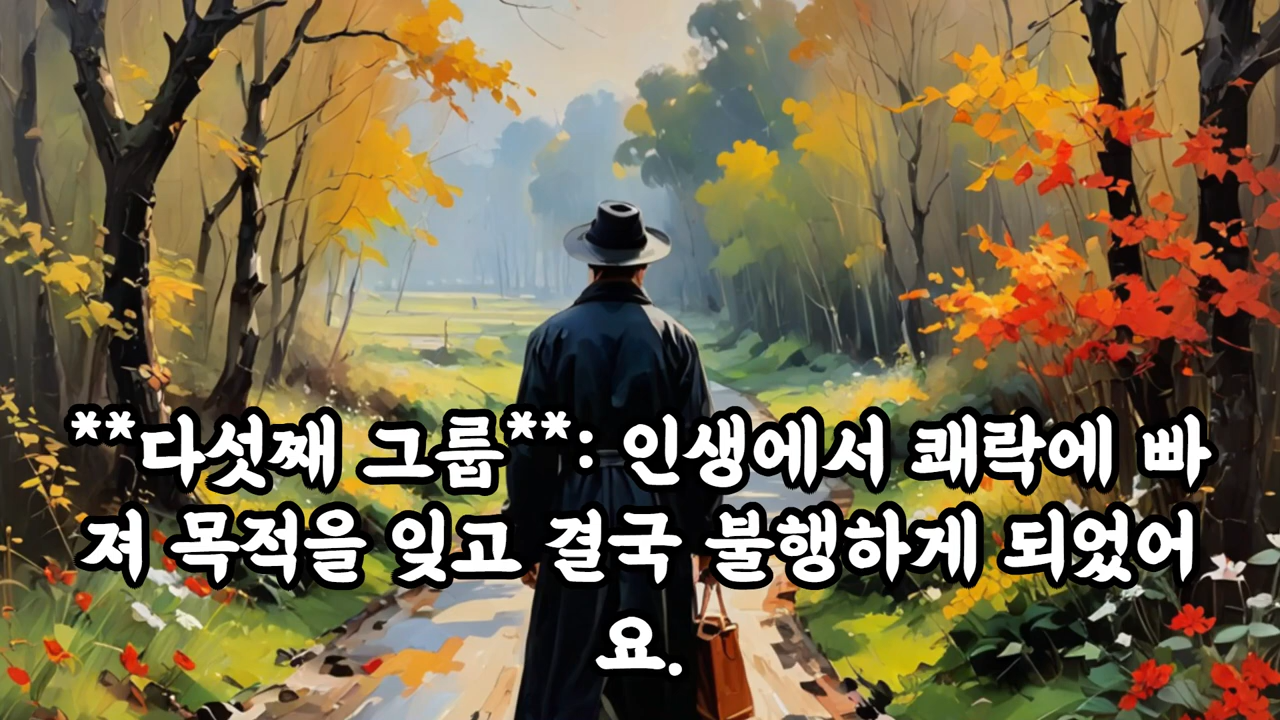 **다섯째 그룹**: 인생에서 쾌락에 빠
져 목적을 잊고 결국 불행하게 되었어
요.